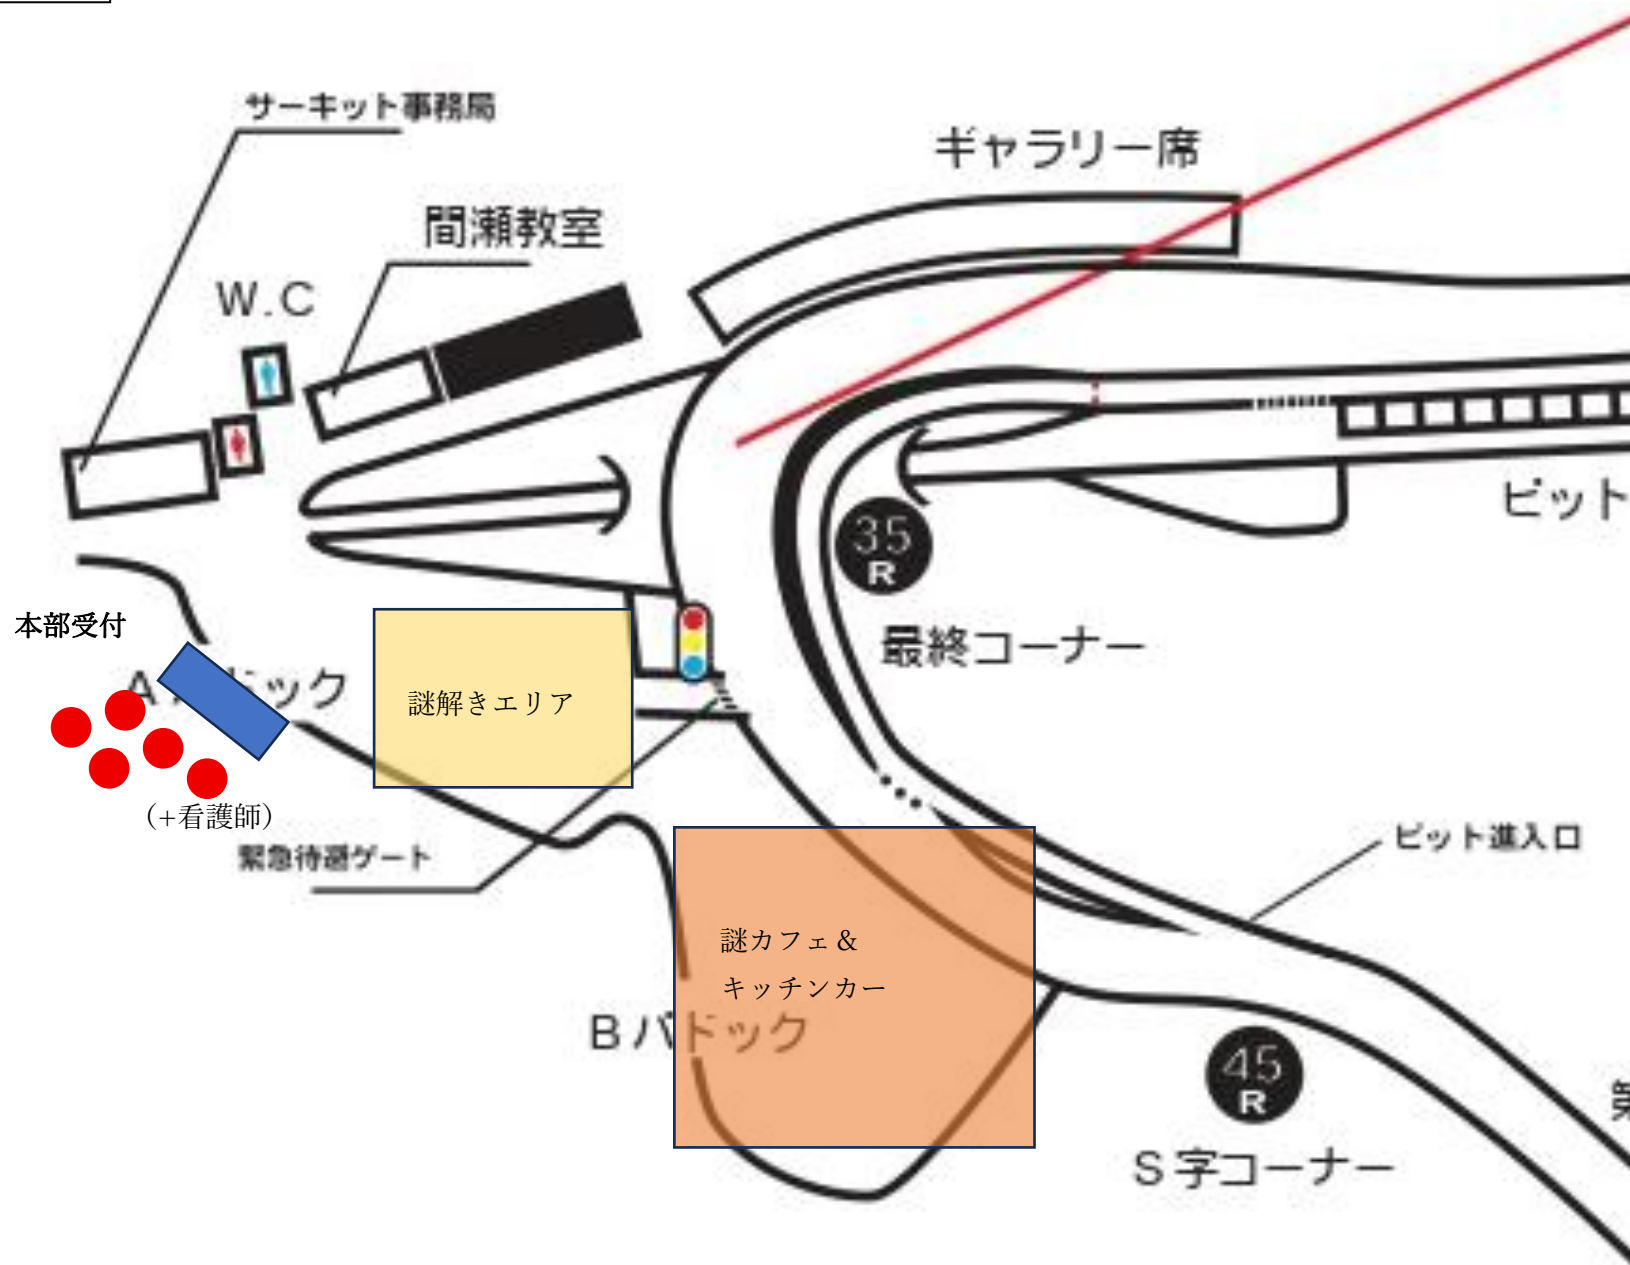 サーキット事務局
ギャラリー席
間瀬教室
W.C
ピット
35
R
本部受付
最終コーナー
A ック
謎解きエリア
(+看護師)
緊急待避ゲート
ピット進入口
謎カフェ&
キッチンカー
Bパドック
45
R
S字コーナー
第